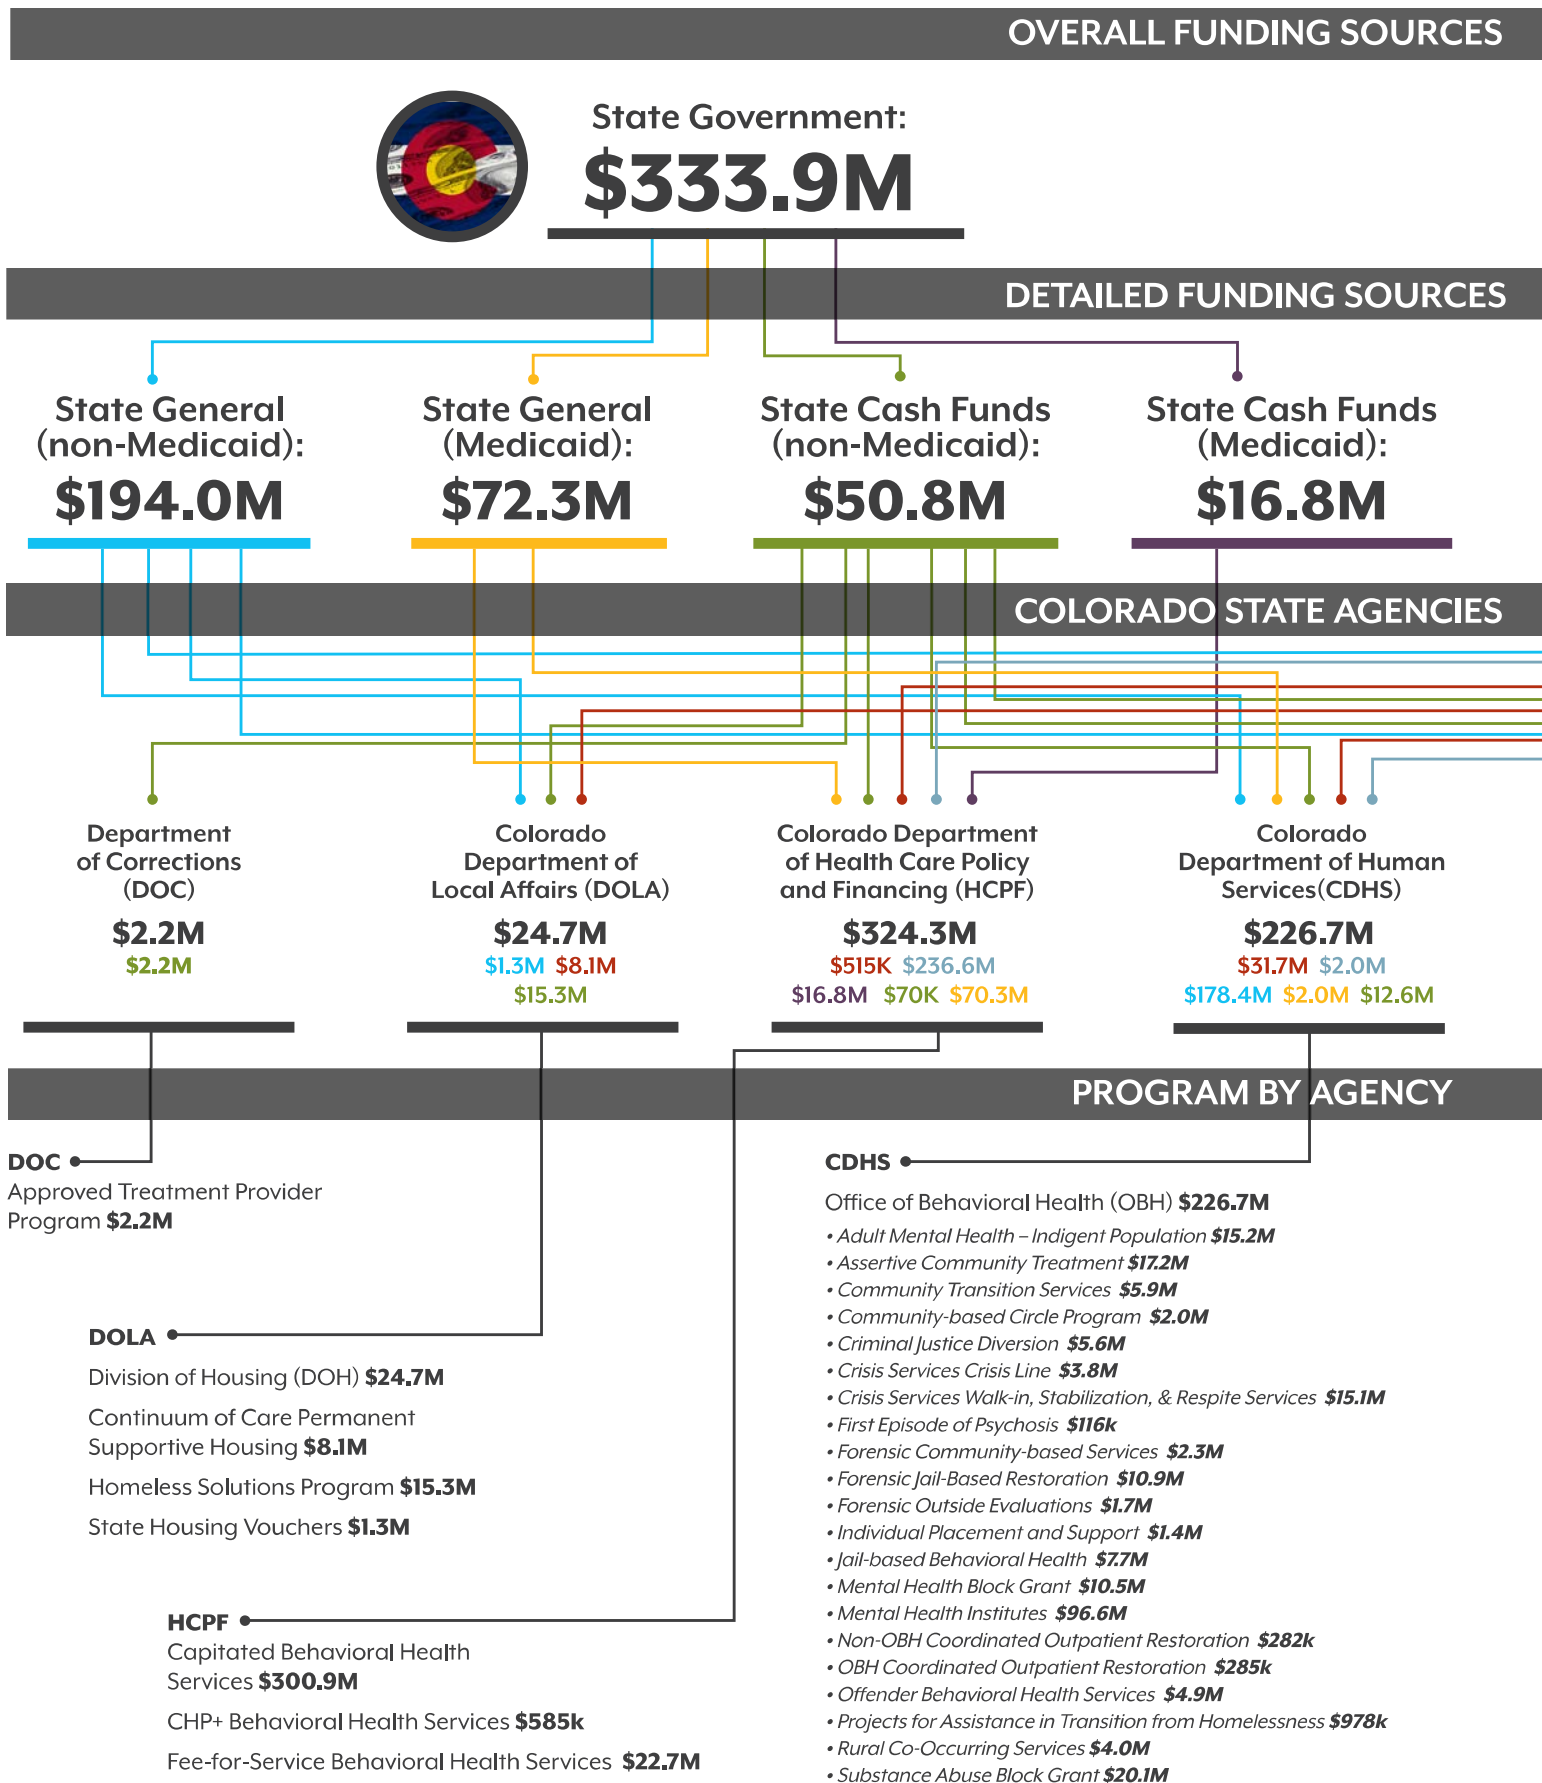 OVERALL FUNDING SOURCES
State Government:
$333.9M
DETAILED FUNDING SOURCES
State General
(non-Medicaid):
$194.0M
State General
(Medicaid):
$72.3M
State Cash Funds
(non-Medicaid):
$50.8M
State Cash Funds
(Medicaid):
$16.8M
COLORADO STATE AGENCIES
Department
of Corrections
(DOC)
$2.2M
$2.2M
Colorado
Department of
Local Affairs (DOLA)
$24.7M
$1.3M $8.1M
$15.3M
Colorado Department
of Health Care Policy
and Financing (HCPF)
$324.3M
$515K $236.6M
$16.8M $70K $70.3M
Colorado
Department of Human
Services(CDHS)
$226.7M
$31.7M $2.0M
$178.4M $2.0M $12.6M
PROGRAM BY AGENCY
DOC
Approved Treatment Provider
Program $2.2M
DOLA
Division of Housing (DOH) $24.7M
Continuum of Care Permanent
Supportive Housing $8.1M
Homeless Solutions Program $15.3M
State Housing Vouchers $1.3M
HCPF
Capitated Behavioral Health
Services $300.9M
CHP+ Behavioral Health Services $585k
Fee-for-Service Behavioral Health Services $22.7M
CDHS
Office of Behavioral Health (OBH) $226.7M
• Adult Mental Health – Indigent Population $15.2M
• Assertive Community Treatment $17.2M
• Community Transition Services $5.9M
• Community-based Circle Program $2.0M
• Criminal Justice Diversion $5.6M
• Crisis Services Crisis Line $3.8M
• Crisis Services Walk-in, Stabilization, & Respite Services $15.1M
• First Episode of Psychosis $116k
• Forensic Community-based Services $2.3M
• Forensic Jail-Based Restoration $10.9M
• Forensic Outside Evaluations $1.7M
• Individual Placement and Support $1.4M
• Jail-based Behavioral Health $7.7M
• Mental Health Block Grant $10.5M
• Mental Health Institutes $96.6M
• Non-OBH Coordinated Outpatient Restoration $282k
• OBH Coordinated Outpatient Restoration $285k
• Offender Behavioral Health Services $4.9M
• Projects for Assistance in Transition from Homelessness $978k
• Rural Co-Occurring Services $4.0M
• Substance Abuse Block Grant $20.1M